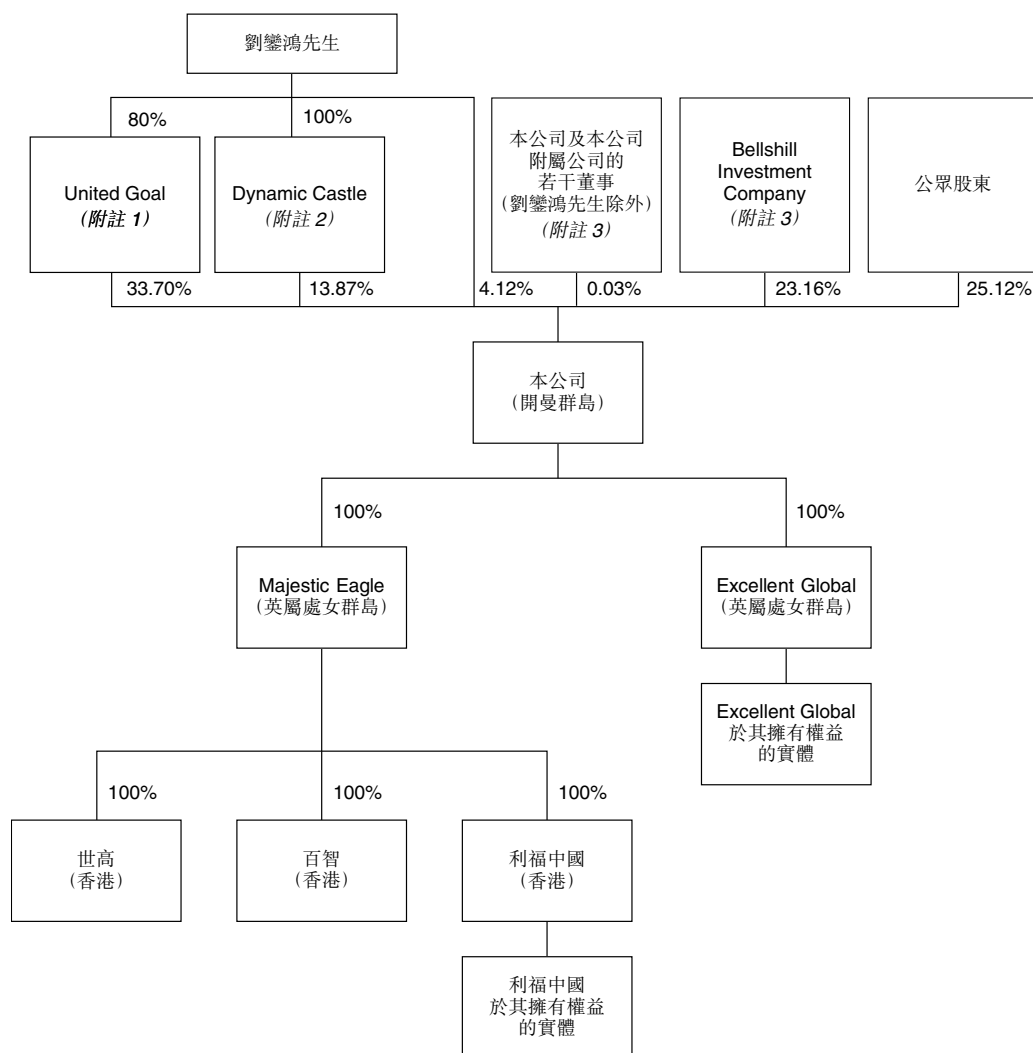 劉鑾鴻先生
80%
100%
United Goal
(附註 1)
Dynamic Castle
(附註 2)
本公司及本公司
附屬公司的
若干董事
(劉鑾鴻先生除外)
(附註 3)
Bellshill
Investment
Company
(附註 3)
公眾股東
33.70%
13.87%
4.12%
0.03%
23.16%
25.12%
本公司
(開曼群島)
100%
100%
Majestic Eagle
(英屬處女群島)
Excellent Global
(英屬處女群島)
Excellent Global
於其擁有權益
的實體
100%
100%
100%
世高
(香港)
百智
(香港)
利福中國
(香港)
利福中國
於其擁有權益
的實體